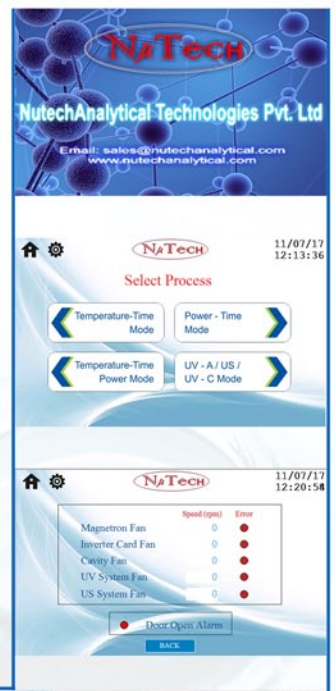 NuTech
NutechAnalytical Technologies Pvt. Ltd
Email: sales@nutechanalytical.com
www.nutechanalytical.com
NuTech
11/07/17
12:13:36
Select Process
Temperature-Time
Mode
Power - Time
Mode
Temperature-Time
Power Mode
UV - A / US /
UV - C Mode
NuTech
11/07/17
12:20:58
Speed (rpm) Error
Magnetron Fan 0
Inverter Card Fan 0
Cavity Fan 0
UV System Fan 0
US System Fan 0
Door Open Alarm
BACK